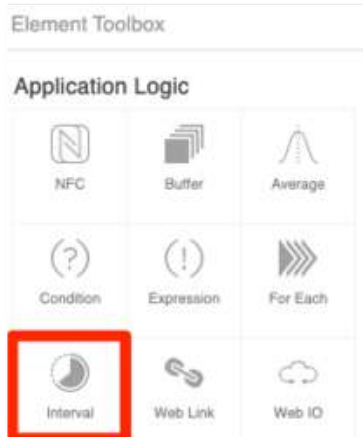 Element Toolbox
Application Logic
NFC Buffer Average
Condition Expression For Each
Interval Web Link Web IO